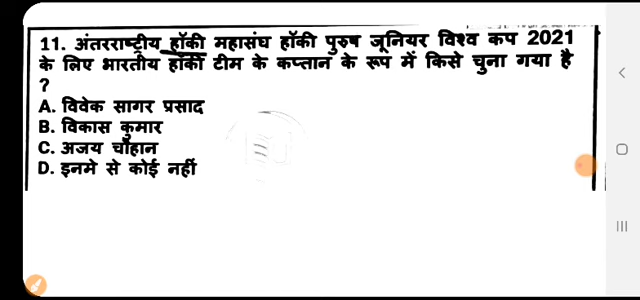 11. अंतरराष्ट्रीय हॉकी महासंघ हॉकी पुरुष जूनियर विश्व कप 2021
के लिए भारतीय हॉकी टीम के कप्तान के रूप में किसे चुना गया है
?
A. विवेक सागर प्रसाद
B. विकास कुमार
C. अजय चौहान
D. इनमे से कोई नहीं